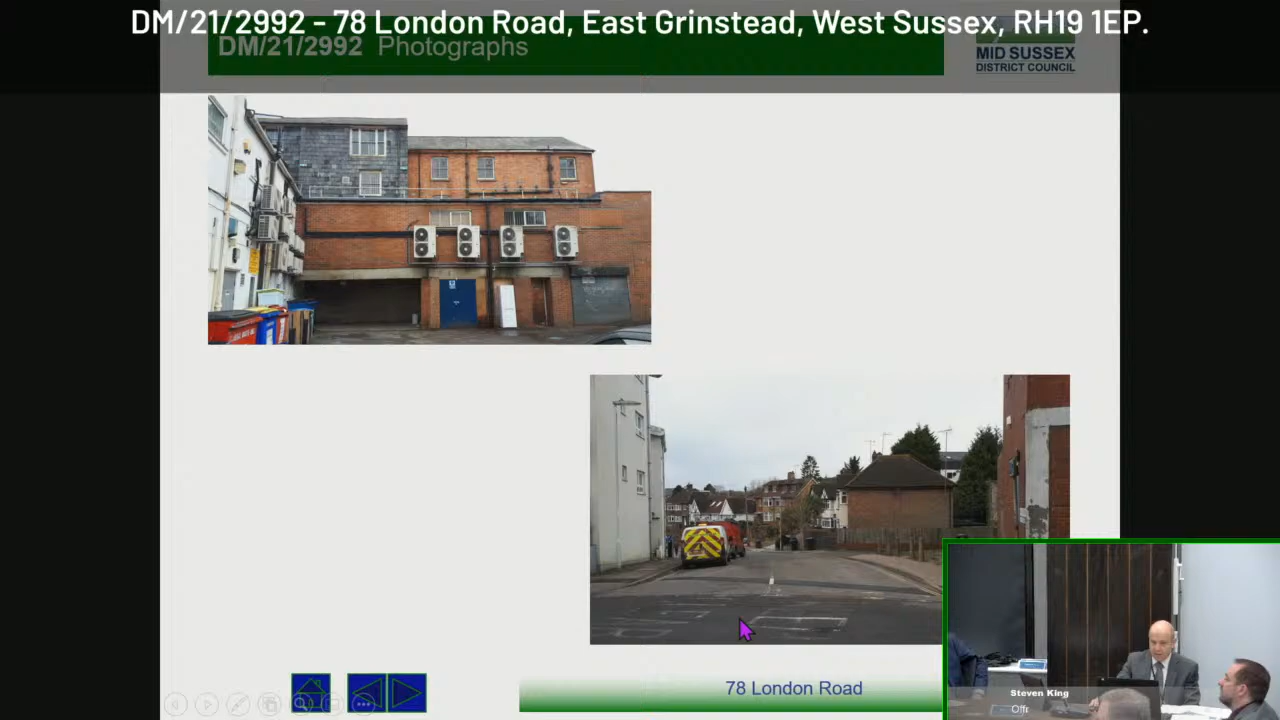 DM/21/2992 - 78 London Road, East Grinstead, West Sussex, RH19 1EP.
DM/21/2992 Photographs
MID SUSSEX
DISTRICT COUNCIL
78 London Road
Steven King
Offr